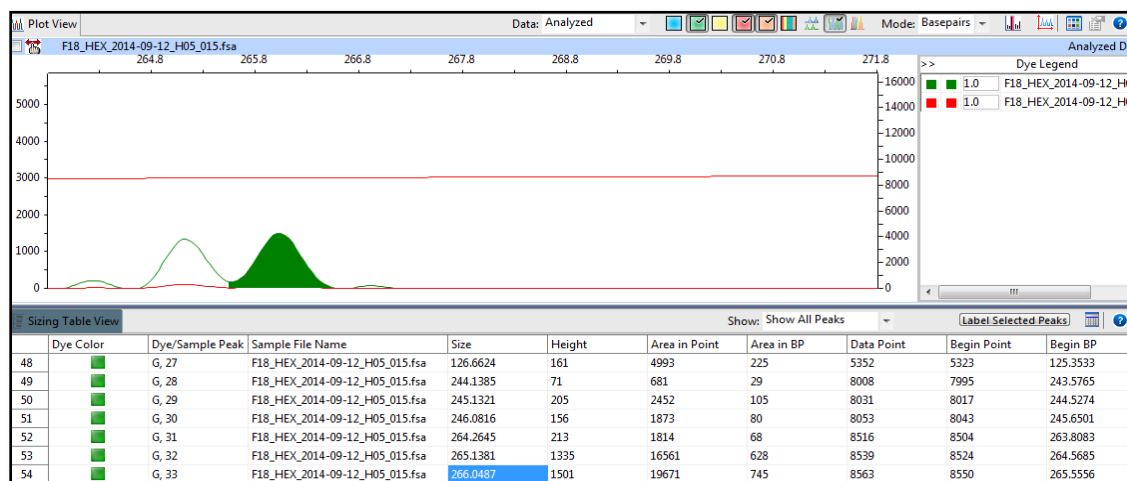 Plot View Data: Analyzed Mode: Basepairs
F18_HEX_2014-09-12_H05_015.fsa Analyzed D
264.8 265.8 266.8 267.8 268.8 269.8 270.8 271.8
5000
4000
3000
2000
1000
0
16000
14000
12000
10000
8000
6000
4000
2000
0
>> Dye Legend
1.0 F18_HEX_2014-09-12_H
1.0 F18_HEX_2014-09-12_H
Sizing Table View Show: Show All Peaks Label Selected Peaks
Dye Color Dye/Sample Peak Sample File Name Size Height Area in Point Area in BP Data Point Begin Point Begin BP
48 G, 27 F18_HEX_2014-09-12_H05_015.fsa 126.6624 161 4993 225 5352 5323 125.3533
49 G, 28 F18_HEX_2014-09-12_H05_015.fsa 244.1385 71 681 29 8008 7995 243.5765
50 G, 29 F18_HEX_2014-09-12_H05_015.fsa 245.1321 205 2452 105 8031 8017 244.5274
51 G, 30 F18_HEX_2014-09-12_H05_015.fsa 246.0816 156 1873 80 8053 8043 245.6501
52 G, 31 F18_HEX_2014-09-12_H05_015.fsa 264.2645 213 1814 68 8516 8504 263.8083
53 G, 32 F18_HEX_2014-09-12_H05_015.fsa 265.1381 1335 16561 628 8539 8524 264.5685
54 G, 33 F18_HEX_2014-09-12_H05_015.fsa 266.0487 1501 19671 745 8563 8550 265.5556